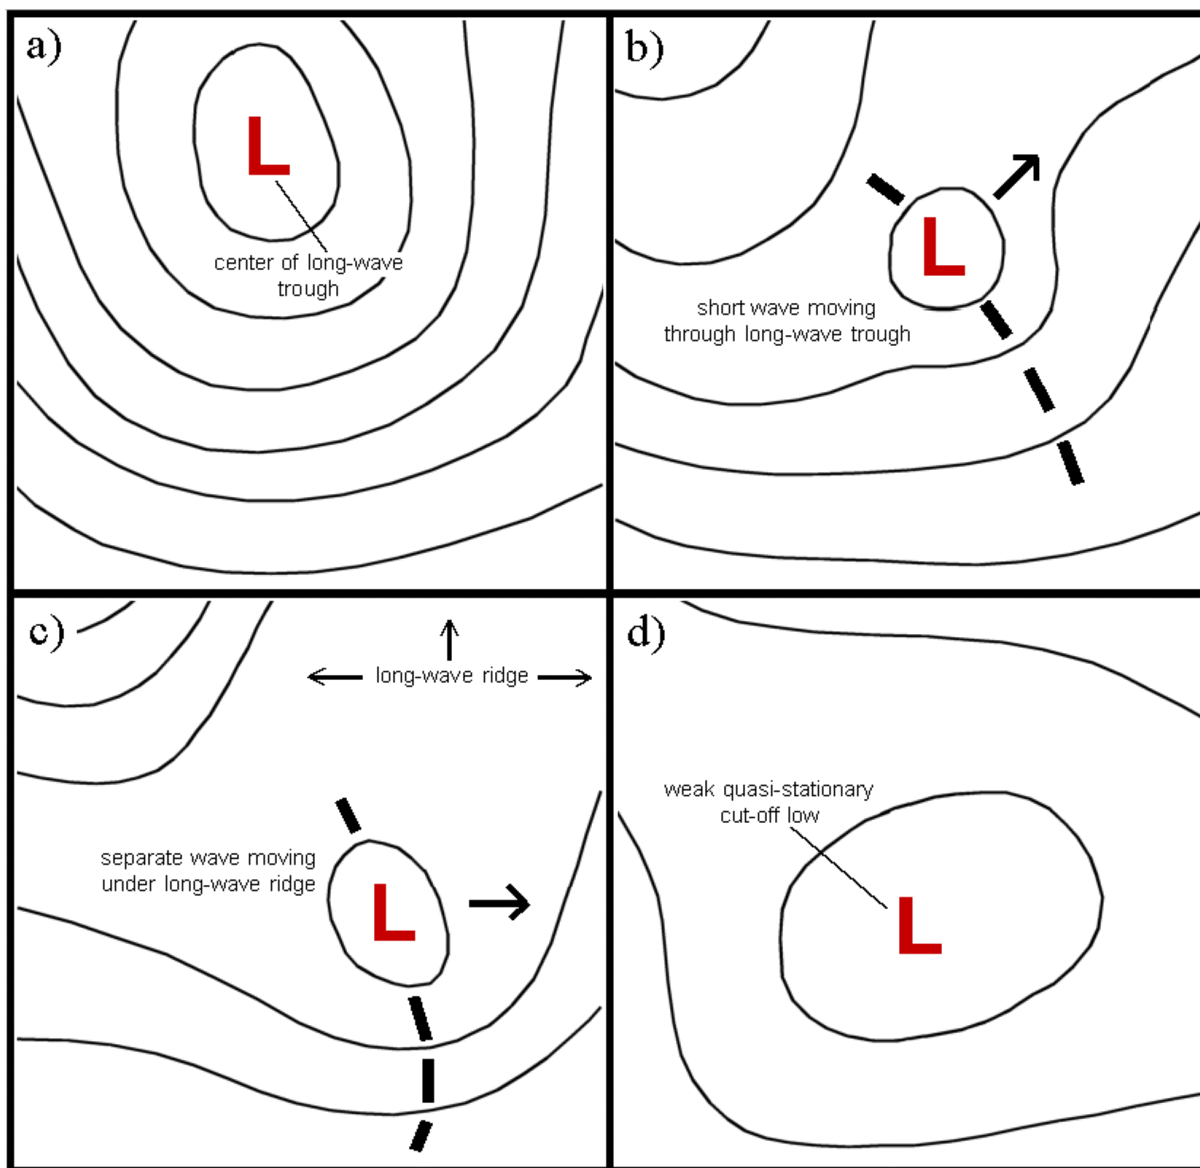 a)
L
center of long-wave
trough
b)
L
short wave moving
through long-wave trough
c)
long-wave ridge
separate wave moving
under long-wave ridge
L
d)
weak quasi-stationary
cut-off low
L